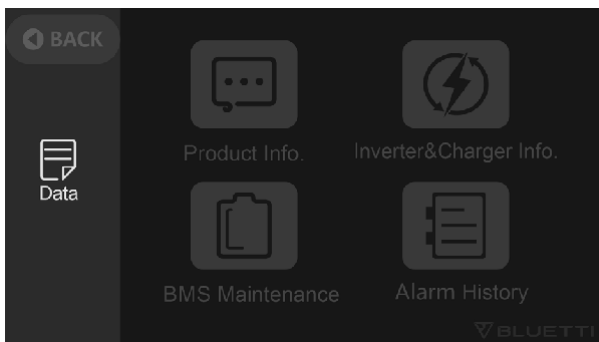 BACK
Data
Product Info.
Inverter&Charger Info.
BMS Maintenance
Alarm History
BLUETTI